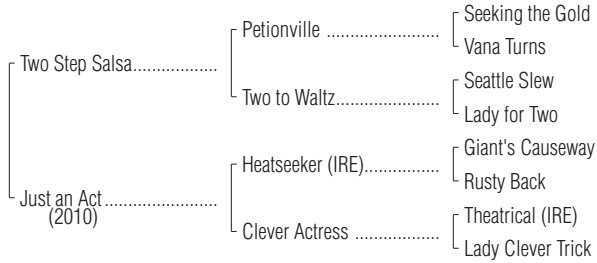 Seeking the Gold
Petionville ..................
Vana Turns
Two Step Salsa..................
Seattle Slew
Two to Waltz.................
Lady for Two
Giant's Causeway
Heatseeker (IRE)............
Rusty Back
Just an Act .......................
(2010)
Theatrical (IRE)
Clever Actress ..............
Lady Clever Trick